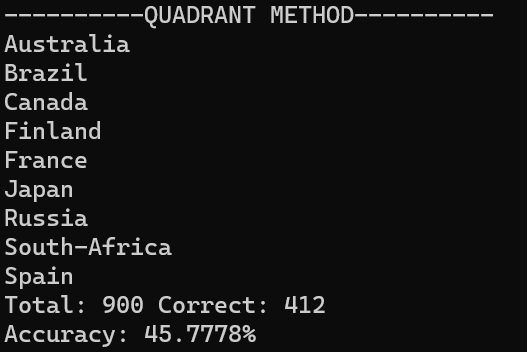 ----------QUADRANT METHOD----------
Australia
Brazil
Canada
Finland
France
Japan
Russia
South-Africa
Spain
Total: 900 Correct: 412
Accuracy: 45.7778%